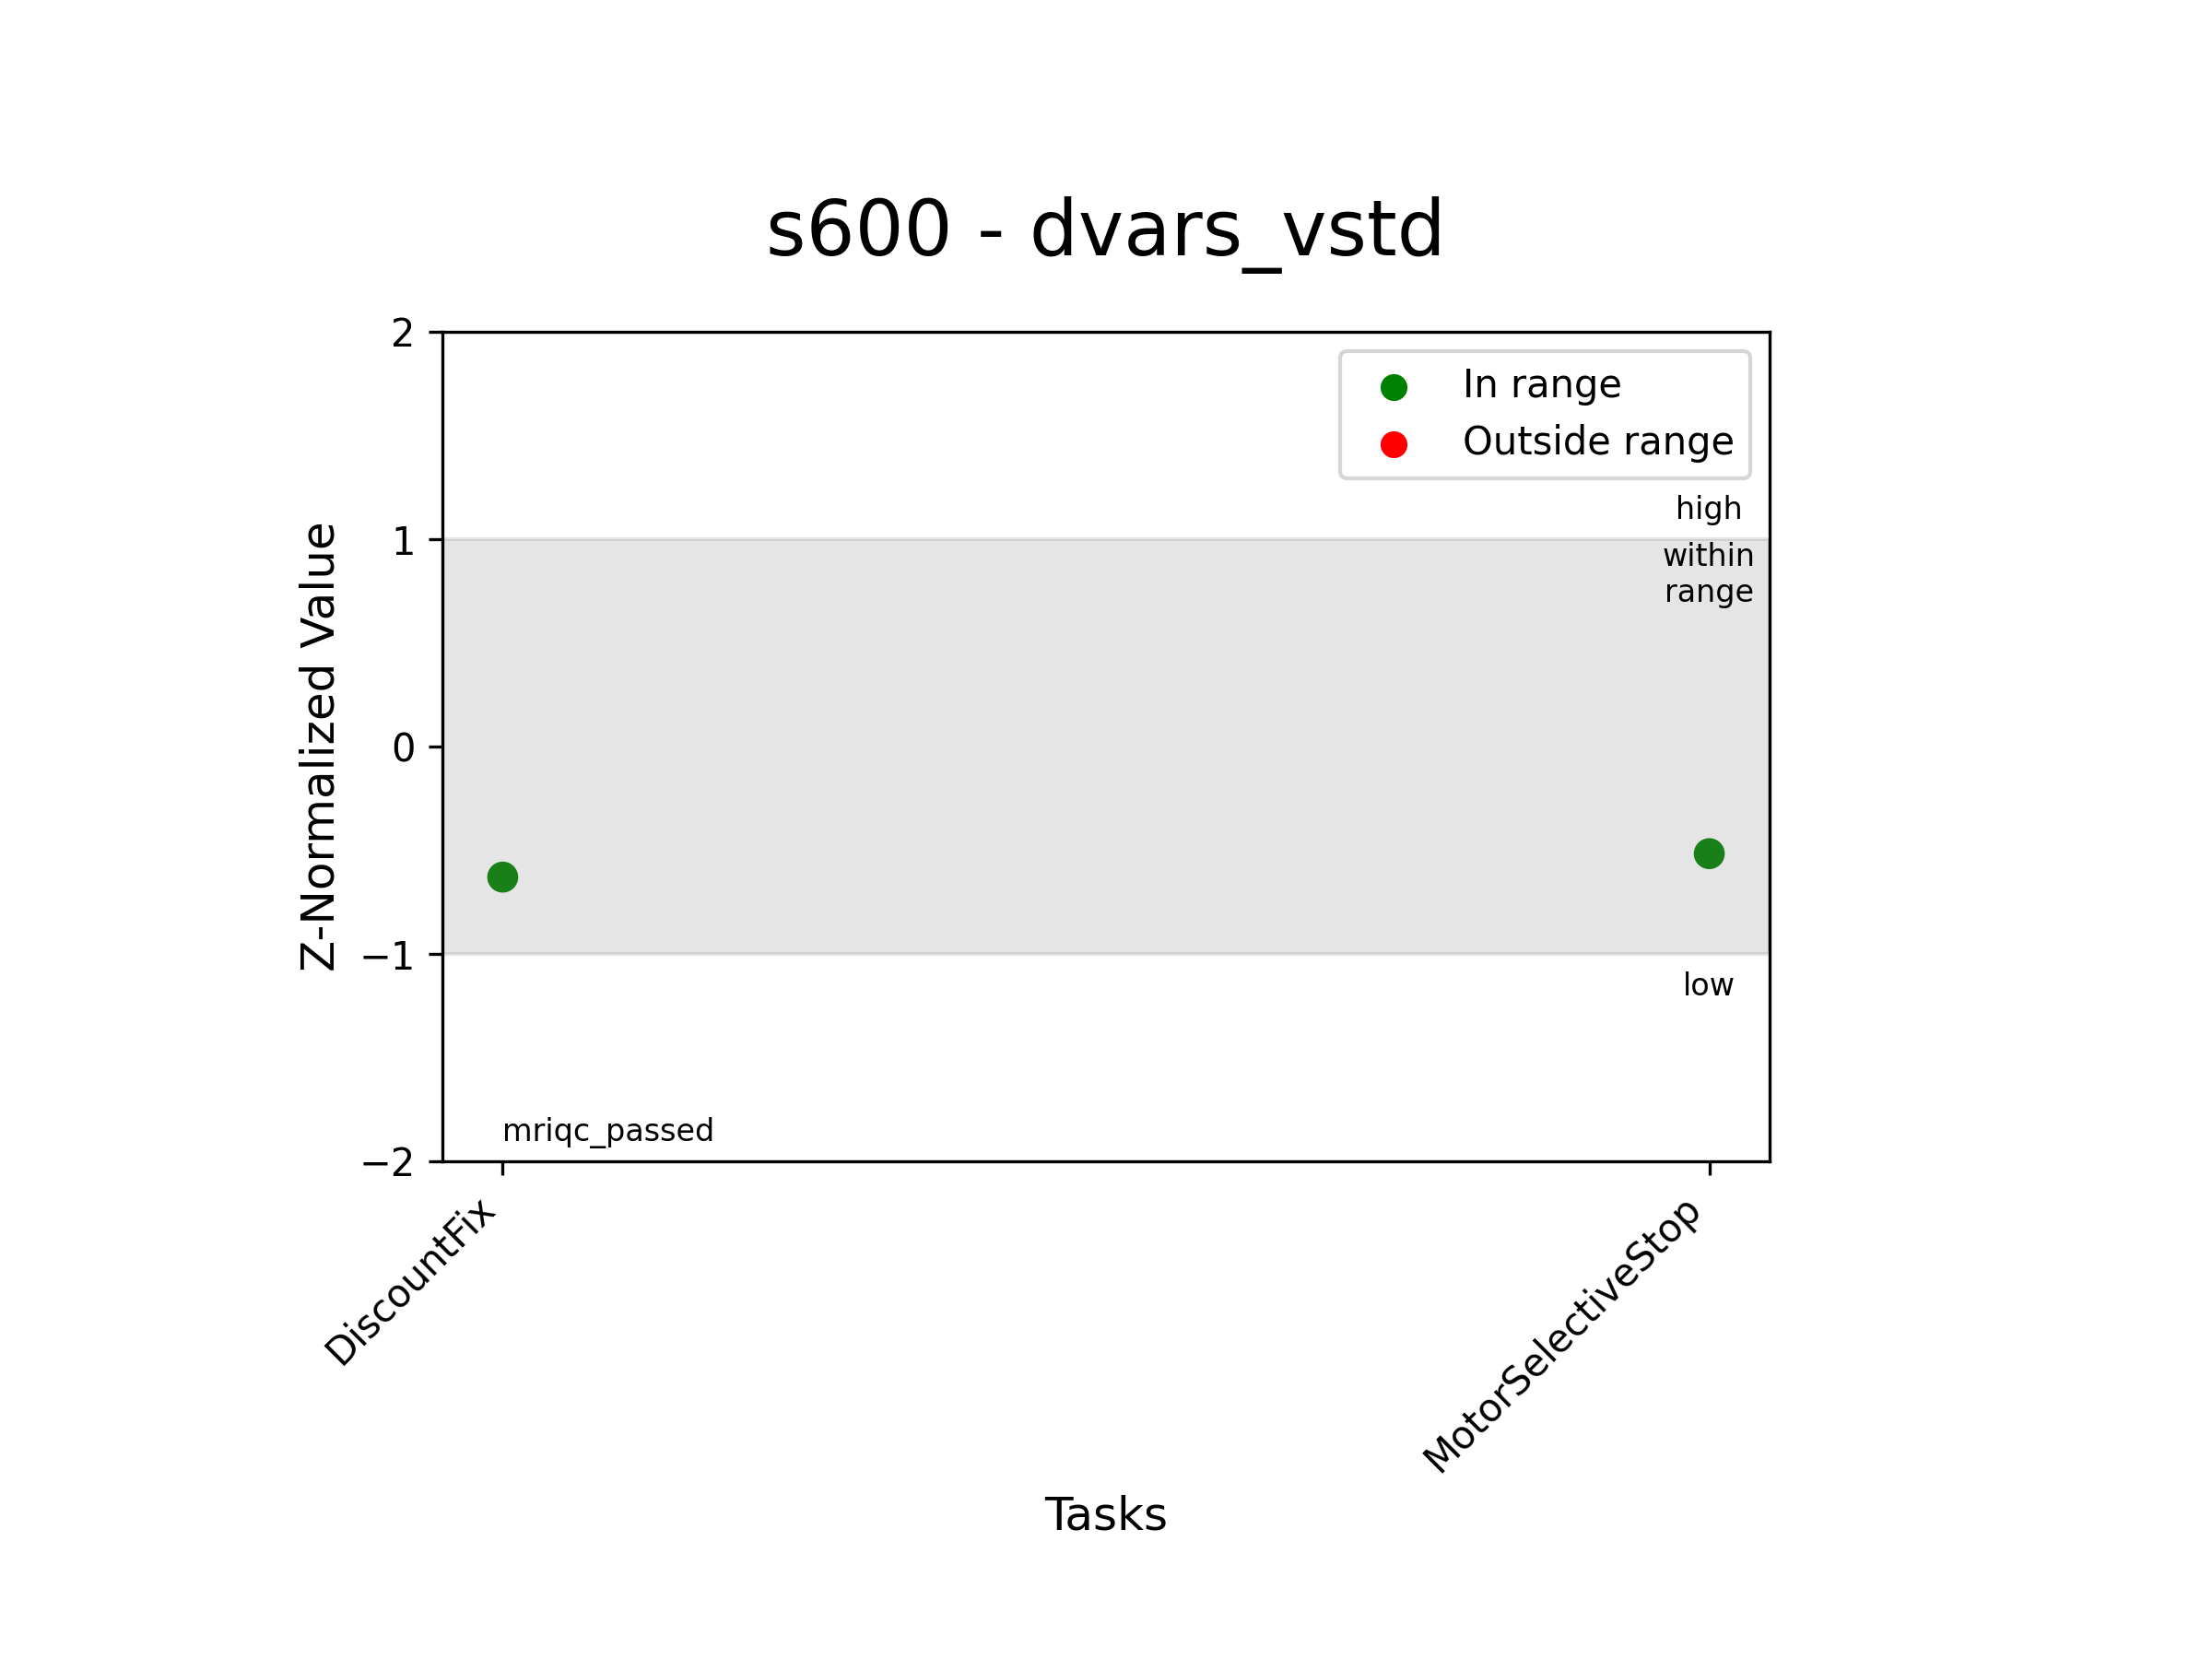 s600 - dvars_vstd
2
In range
Outside range
high
1
within
range
Z-Normalized Value
0
−1
low
mriqc_passed
−2
DiscountFix
MotorSelectiveStop
Tasks